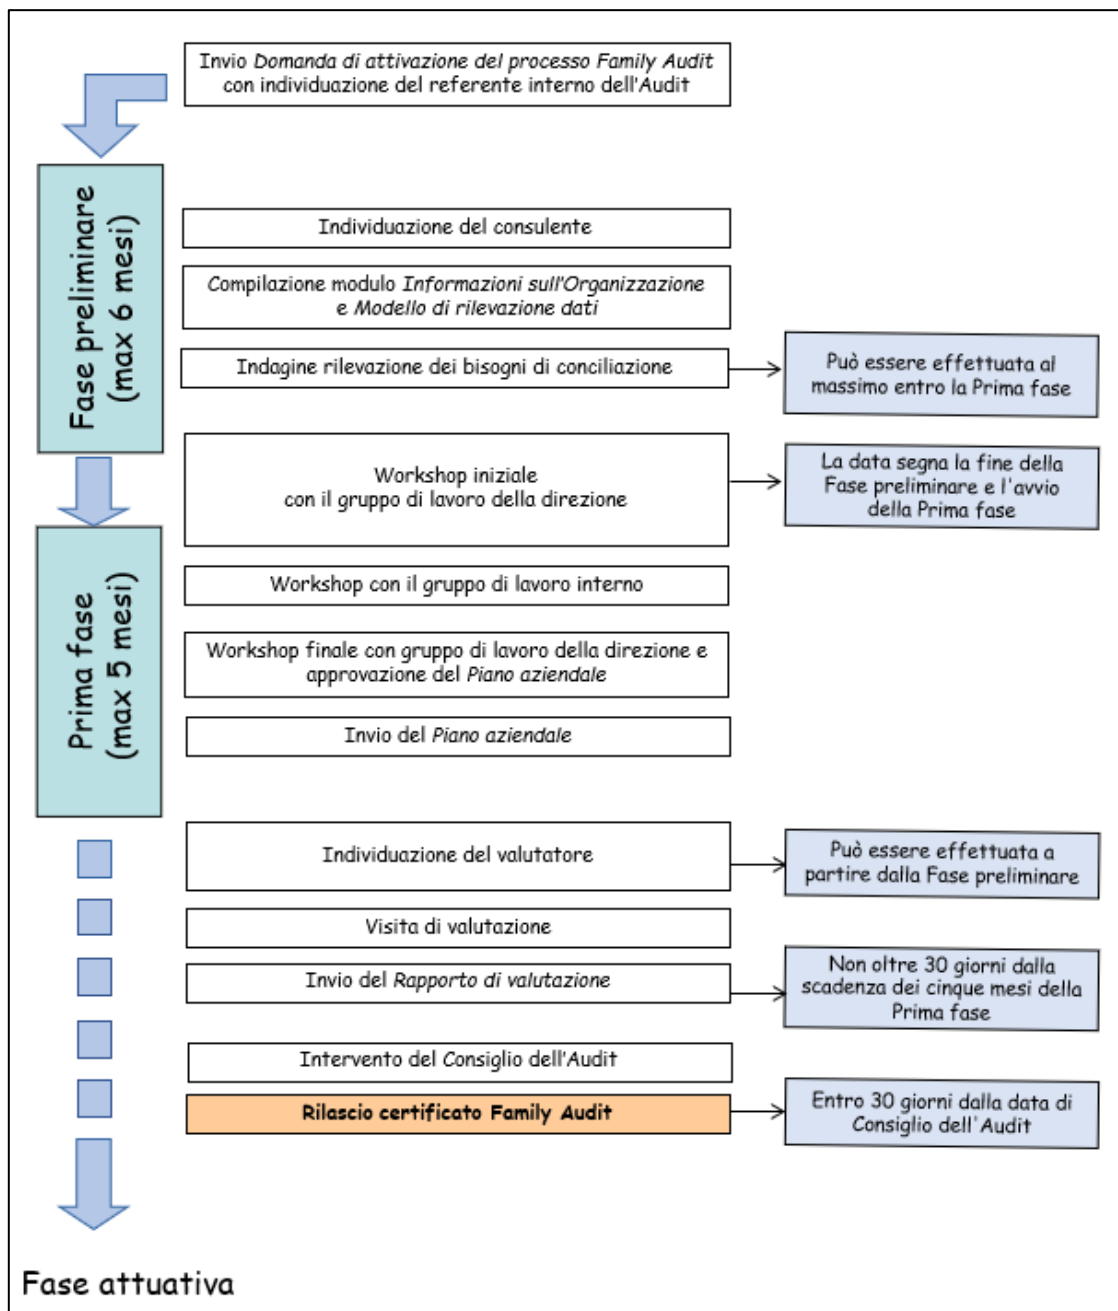 Invio Domanda di attivazione del processo Family Audit
con individuazione del referente interno dell'Audit
Fase preliminare
(max 6 mesi)
Individuazione del consulente
Compilazione modulo Informazioni sull'Organizzazione
e Modello di rilevazione dati
Indagine rilevazione dei bisogni di conciliazione
Può essere effettuata al
massimo entro la Prima fase
Workshop iniziale
con il gruppo di lavoro della direzione
La data segna la fine della
Fase preliminare e l'avvio
della Prima fase
Prima fase
(max 5 mesi)
Workshop con il gruppo di lavoro interno
Workshop finale con gruppo di lavoro della direzione e
approvazione del Piano aziendale
Invio del Piano aziendale
Individuazione del valutatore
Può essere effettuata a
partire dalla Fase preliminare
Visita di valutazione
Invio del Rapporto di valutazione
Non oltre 30 giorni dalla
scadenza dei cinque mesi della
Prima fase
Intervento del Consiglio dell'Audit
Rilascio certificato Family Audit
Entro 30 giorni dalla data di
Consiglio dell'Audit
Fase attuativa